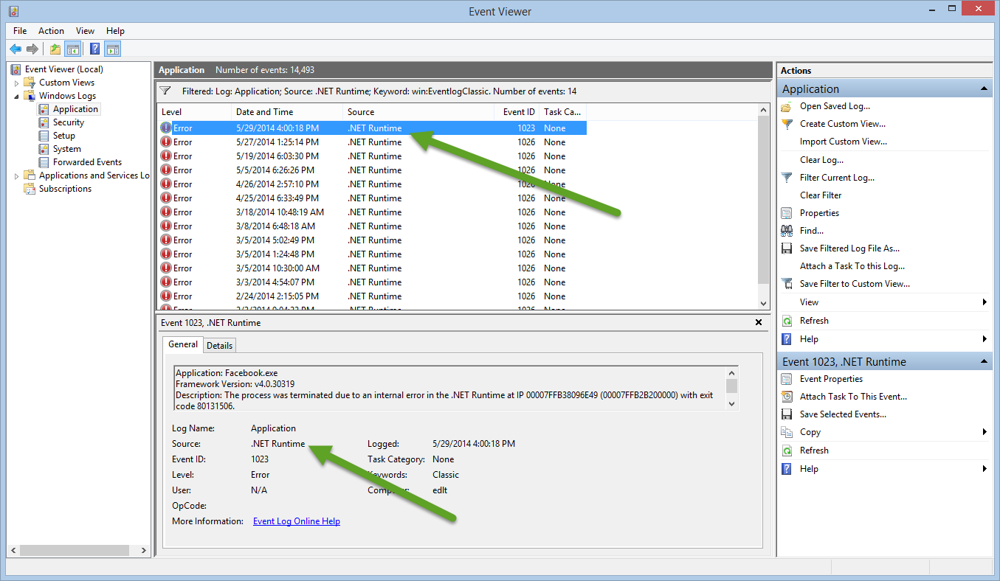 Event Viewer
File Action View Help
Event Viewer (Local)
Custom Views
Windows Logs
Application
Security
Setup
System
Forwarded Events
Applications and Services Lo
Subscriptions
Application Number of events: 14,493
Filtered: Log: Application; Source: .NET Runtime; Keyword: win:EventlogClassic. Number of events: 14
Level Date and Time Source Event ID Task Ca...
Error 5/29/2014 4:00:18 PM .NET Runtime 1023 None
Error 5/27/2014 1:25:14 PM .NET Runtime 1026 None
Error 5/19/2014 6:03:30 PM .NET Runtime 1026 None
Error 5/5/2014 6:26:26 PM .NET Runtime 1026 None
Error 4/26/2014 2:57:10 PM .NET Runtime 1026 None
Error 4/25/2014 6:33:49 PM .NET Runtime 1026 None
Error 3/18/2014 10:48:19 AM .NET Runtime 1026 None
Error 3/8/2014 6:48:18 AM .NET Runtime 1026 None
Error 3/5/2014 5:02:49 PM .NET Runtime 1026 None
Error 3/5/2014 1:24:48 PM .NET Runtime 1026 None
Error 3/5/2014 10:30:00 AM .NET Runtime 1026 None
Error 3/3/2014 4:54:07 PM .NET Runtime 1026 None
Error 2/24/2014 2:15:05 PM .NET Runtime 1026 None
Error .NET Runtime 1026 None
Event 1023, .NET Runtime
General Details
Application: Facebook.exe
Framework Version: v4.0.30319
Description: The process was terminated due to an internal error in the .NET Runtime at IP 00007FFB38096E49 (00007FFB2B200000) with exit
code 80131506.
Log Name: Application
Source: .NET Runtime Logged: 5/29/2014 4:00:18 PM
Event ID: 1023 Task Category: None
Level: Error Keywords: Classic
User: N/A Computer: edlt
OpCode:
More Information: Event Log Online Help
Actions
Application
Open Saved Log...
Create Custom View...
Import Custom View...
Clear Log...
Filter Current Log...
Clear Filter
Properties
Find...
Save Filtered Log File As...
Attach a Task To this Log...
Save Filter to Custom View...
View
Refresh
Help
Event 1023, .NET Runtime
Event Properties
Attach Task To This Event...
Save Selected Events...
Copy
Refresh
Help